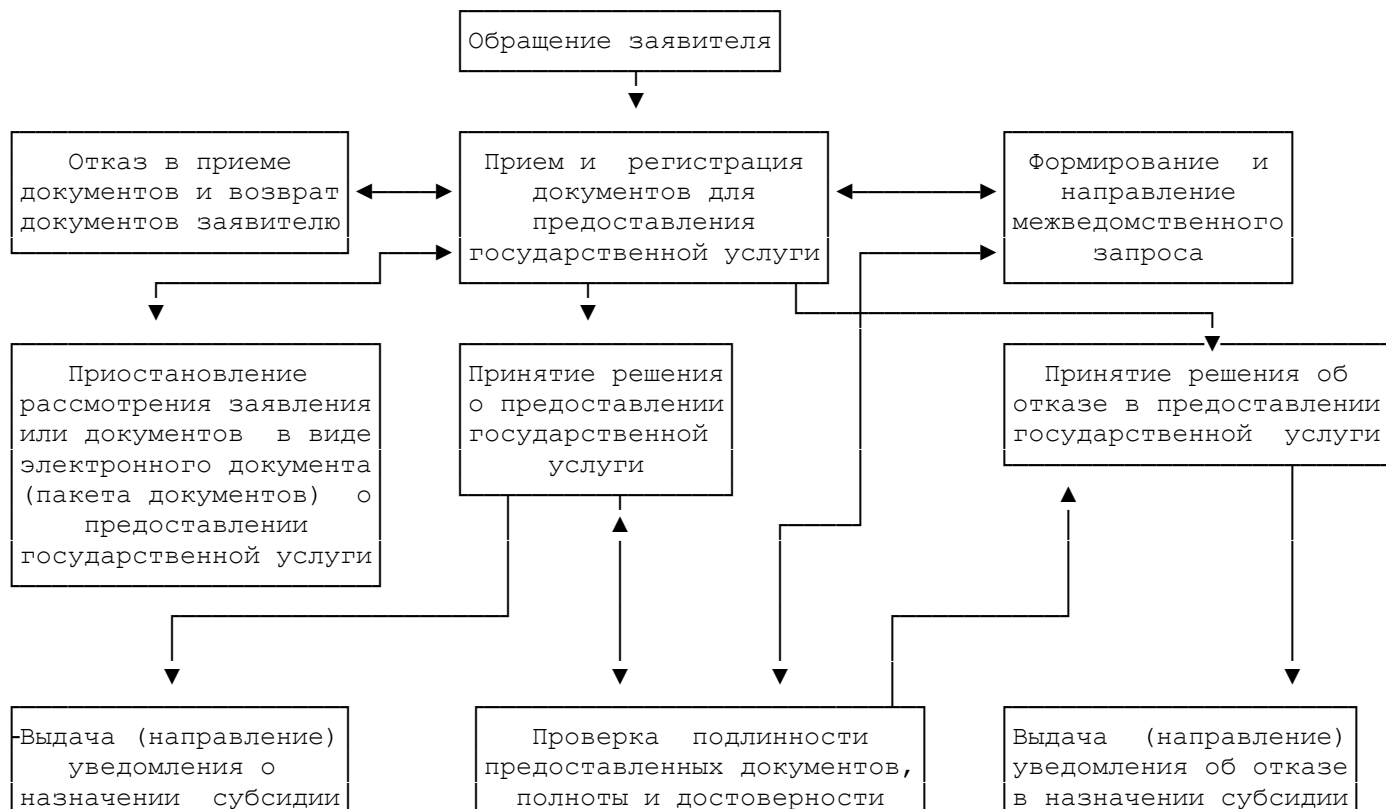 Обращение заявителя
Отказ в приеме
документов и возврат
документов заявителю
Прием и регистрация
документов для
предоставления
государственной услуги
Формирование и
направление
межведомственного
запроса
Приостановление
рассмотрения заявления
или документов в виде
электронного документа
(пакета документов) о
предоставлении
государственной услуги
Принятие решения
о предоставлении
государственной
услуги
Принятие решения об
отказе в предоставлении
государственной услуги
Выдача (направление)
уведомления о
назначении субсидии
Проверка подлинности
предоставленных документов,
полноты и достоверности
Выдача (направление)
уведомления об отказе
в назначении субсидии